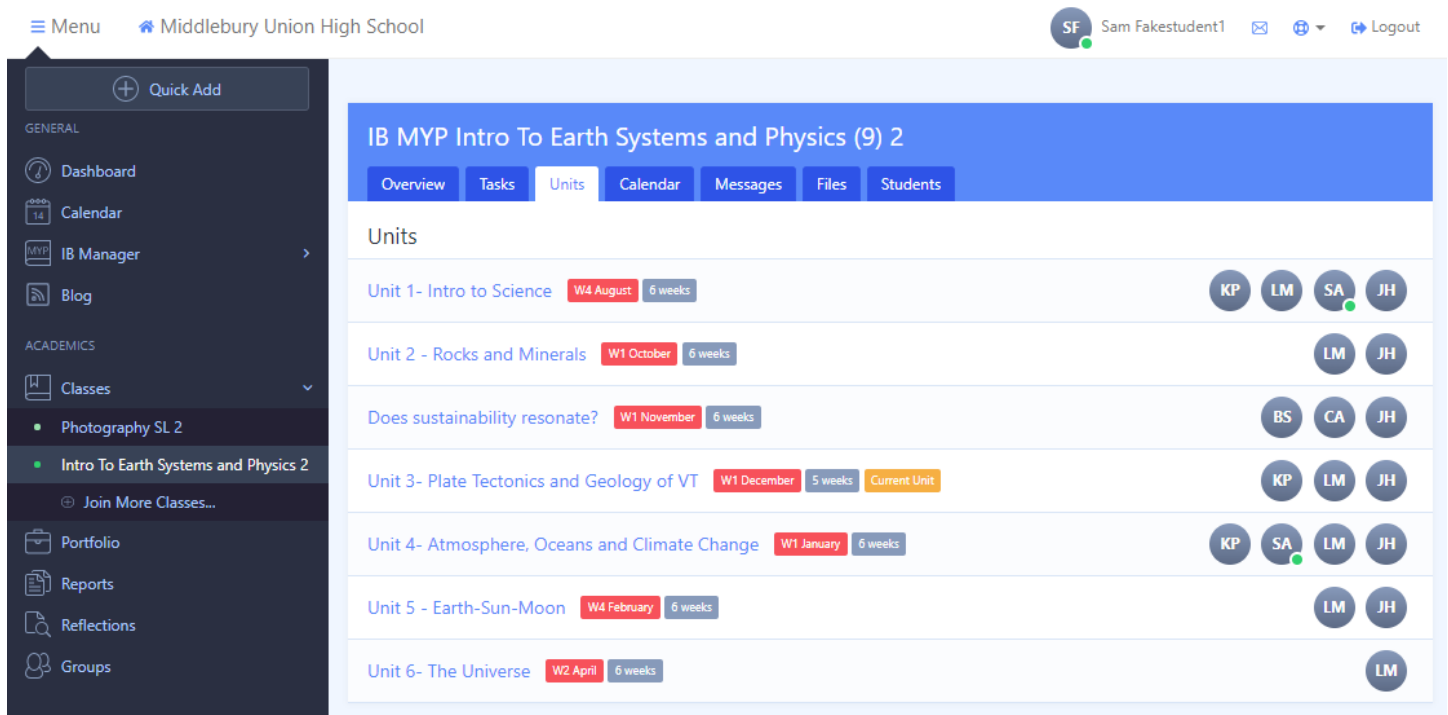 Menu Middlebury Union High School SF Sam Fakestudent1 Logout
Quick Add
GENERAL
Dashboard
14 Calendar
MYP IB Manager
Blog
ACADEMICS
Classes
Photography SL 2
Intro To Earth Systems and Physics 2
Join More Classes...
Portfolio
Reports
Reflections
Groups
IB MYP Intro To Earth Systems and Physics (9) 2
Overview Tasks Units Calendar Messages Files Students
Units
Unit 1- Intro to Science W4 August 6 weeks KP LM SA JH
Unit 2 - Rocks and Minerals W1 October 6 weeks LM JH
Does sustainability resonate? W1 November 6 weeks BS CA JH
Unit 3- Plate Tectonics and Geology of VT W1 December 5 weeks Current Unit KP LM JH
Unit 4- Atmosphere, Oceans and Climate Change W1 January 6 weeks KP SA LM JH
Unit 5 - Earth-Sun-Moon W4 February 6 weeks LM JH
Unit 6- The Universe W2 April 6 weeks LM